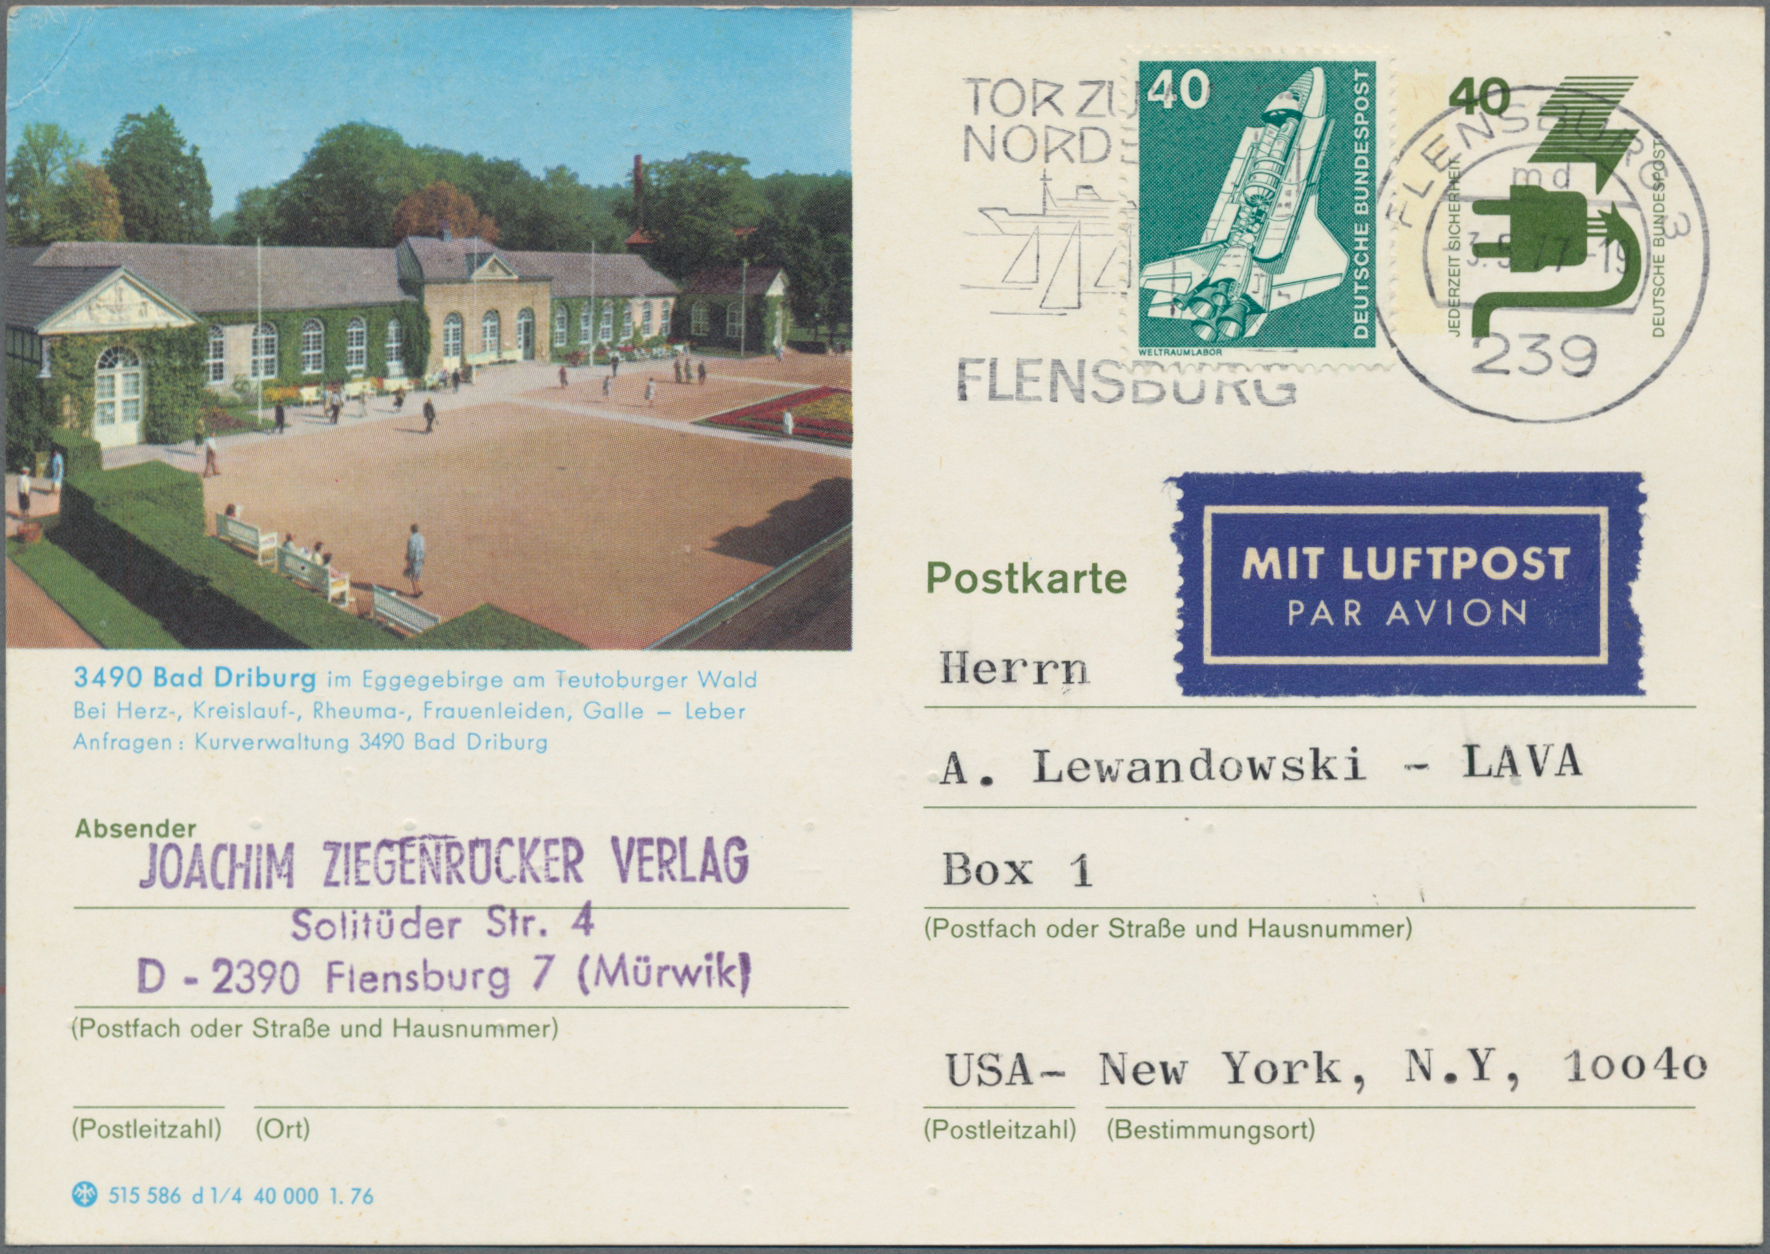 TOR ZU
NORD
FLENSBURG
40
DEUTSCHE BUNDESPOST
WELTRAUMLABOR
40
JEDERZEIT SICHERHEIT
DEUTSCHE BUNDESPOST
FLENSBURG 3
md
77-19
239
MIT LUFTPOST
PAR AVION
Postkarte
Herrn
A. Lewandowski - LAVA
Box 1
(Postfach oder Straße und Hausnummer)
USA- New York, N.Y, 10040
(Postleitzahl) (Bestimmungsort)
3490 Bad Driburg im Eggegebirge am Teutoburger Wald
Bei Herz-, Kreislauf-, Rheuma-, Frauenleiden, Galle – Leber
Anfragen: Kurverwaltung 3490 Bad Driburg
Absender
JOACHIM ZIEGENRÜCKER VERLAG
Solitüder Str. 4
D - 2390 Flensburg 7 (Mürwik)
(Postfach oder Straße und Hausnummer)
(Postleitzahl) (Ort)
515 586 d 1/4 40 000 1. 76